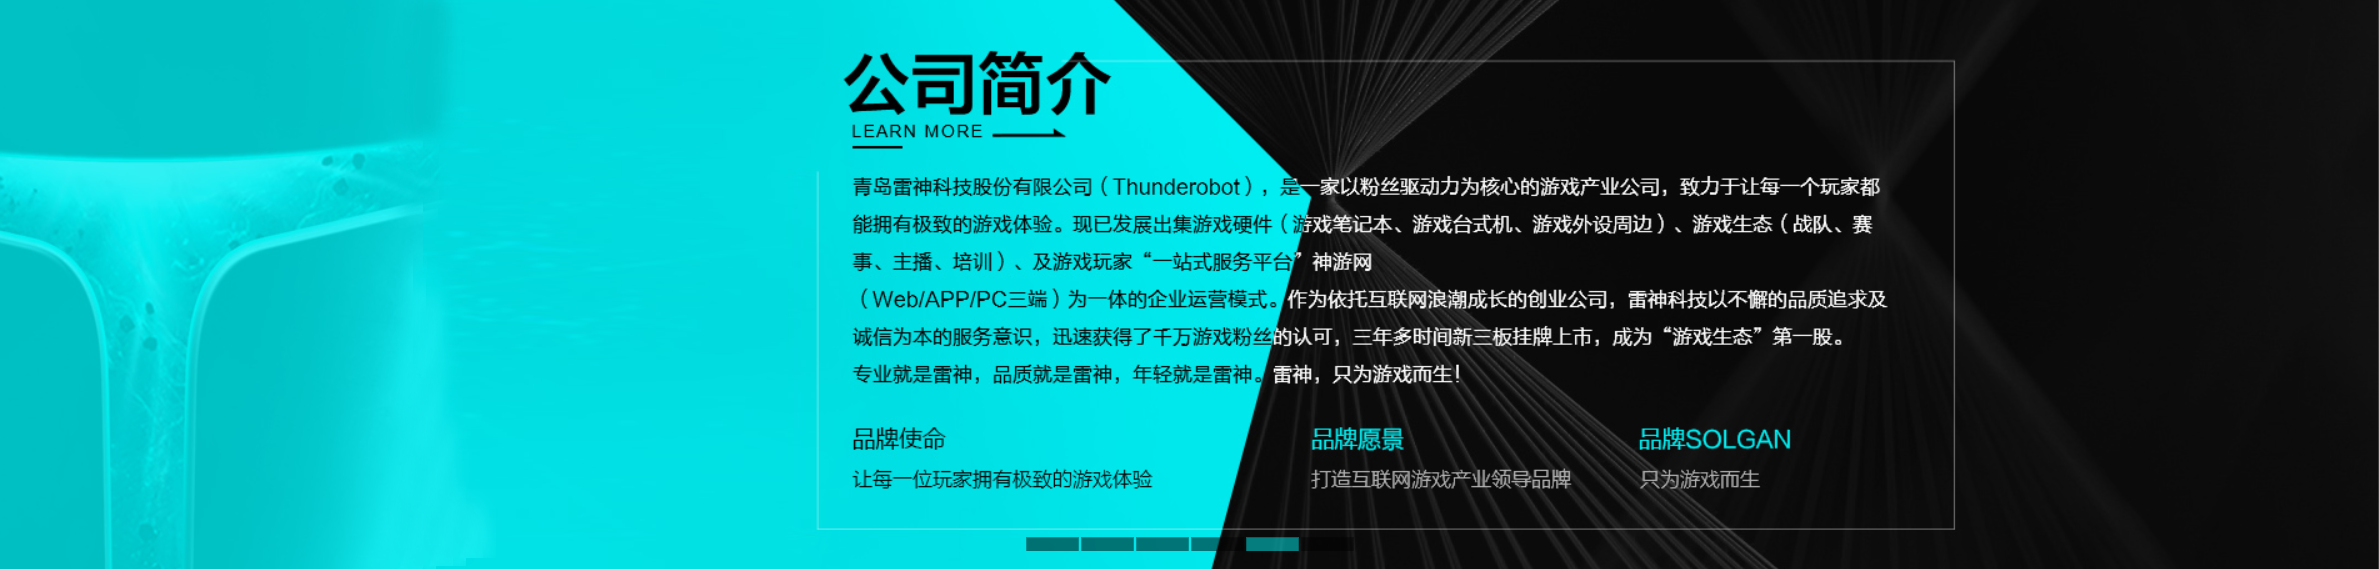 公司简介
LEARN MORE
青岛雷神科技股份有限公司（Thunderobot），是一家以粉丝驱动力为核心的游戏产业公司，致力于让每一个玩家都
能拥有极致的游戏体验。现已发展出集游戏硬件（游戏笔记本、游戏台式机、游戏外设周边）、游戏生态（战队、赛
事、主播、培训）、及游戏玩家“一站式服务平台”神游网
（Web/APP/PC三端）为一体的企业运营模式。作为依托互联网浪潮成长的创业公司，雷神科技以不懈的品质追求及
诚信为本的服务意识，迅速获得了千万游戏粉丝的认可，三年多时间新三板挂牌上市，成为“游戏生态”第一股。
专业就是雷神，品质就是雷神，年轻就是雷神。雷神，只为游戏而生！
品牌使命 品牌愿景 品牌SOLGAN
让每一位玩家拥有极致的游戏体验 打造互联网游戏产业领导品牌 只为游戏而生